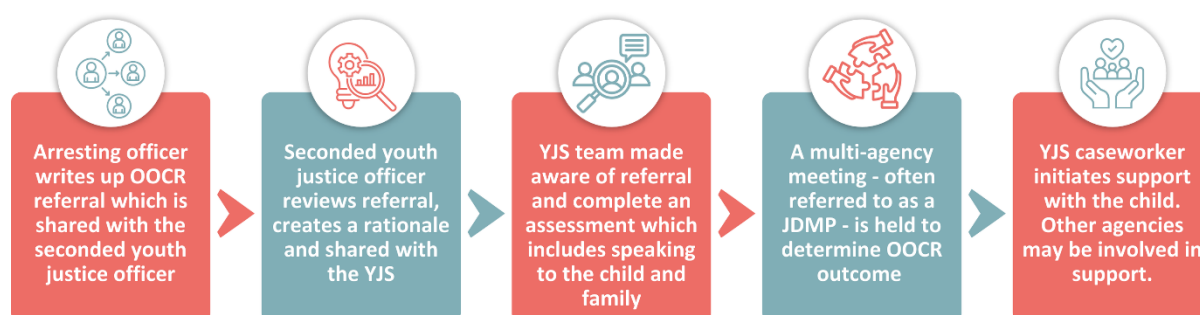 Arresting officer
writes up OOCR
referral which is
shared with the
seconded youth
justice officer
Seconded youth
justice officer
reviews referral,
creates a rationale
and shared with
the YJS
YJS team made
aware of referral
and complete an
assessment which
includes speaking
to the child and
family
A multi-agency
meeting - often
referred to as a
JDMP - is held to
determine OOCR
outcome
YJS caseworker
initiates support
with the child.
Other agencies
may be involved in
support.